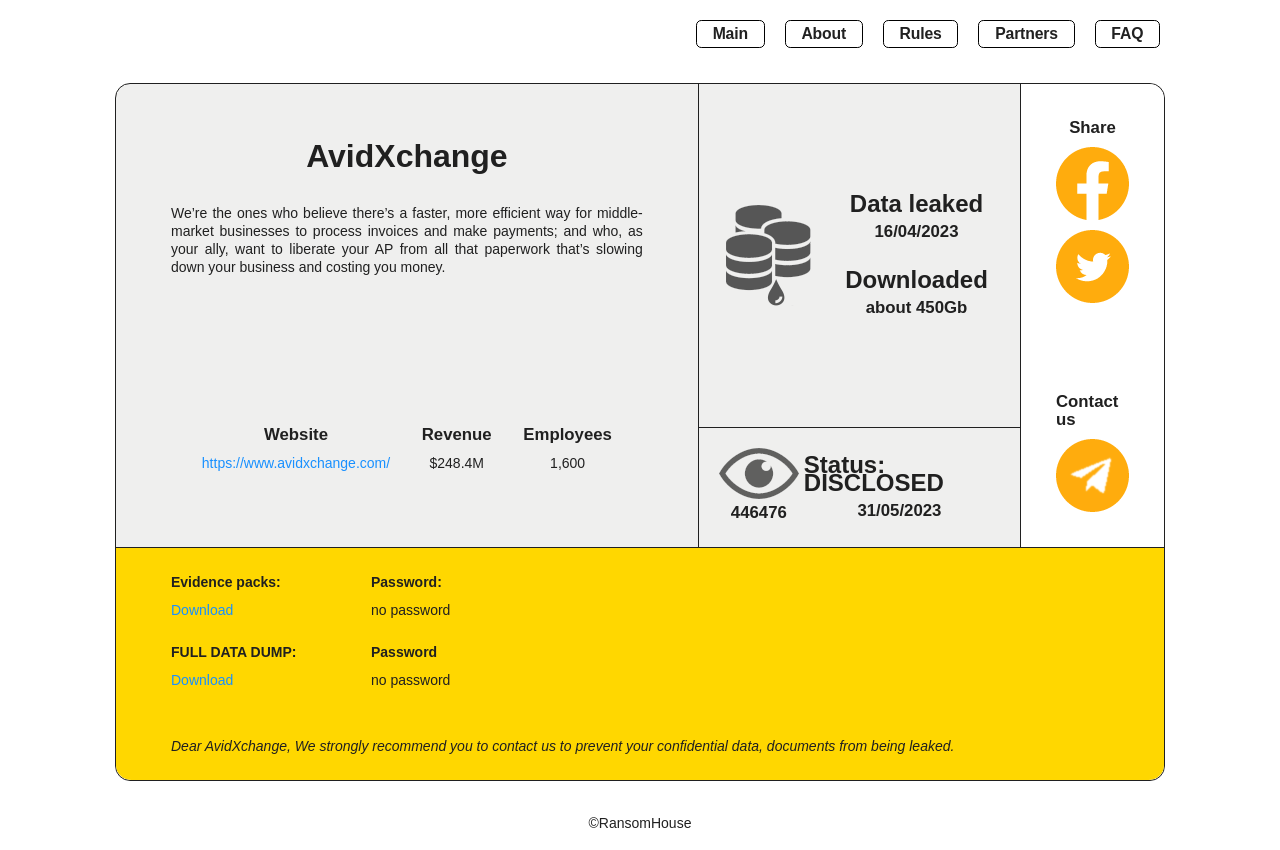 Main About Rules Partners FAQ
AvidXchange
We’re the ones who believe there’s a faster, more efficient way for middle-
market businesses to process invoices and make payments; and who, as
your ally, want to liberate your AP from all that paperwork that’s slowing
down your business and costing you money.
Website Revenue Employees
https://www.avidxchange.com/ $248.4M 1,600
Data leaked
16/04/2023
Downloaded
about 450Gb
Status:
DISCLOSED
446476 31/05/2023
Share
Contact
us
Evidence packs: Password:
Download no password
FULL DATA DUMP: Password
Download no password
Dear AvidXchange, We strongly recommend you to contact us to prevent your confidential data, documents from being leaked.
©RansomHouse